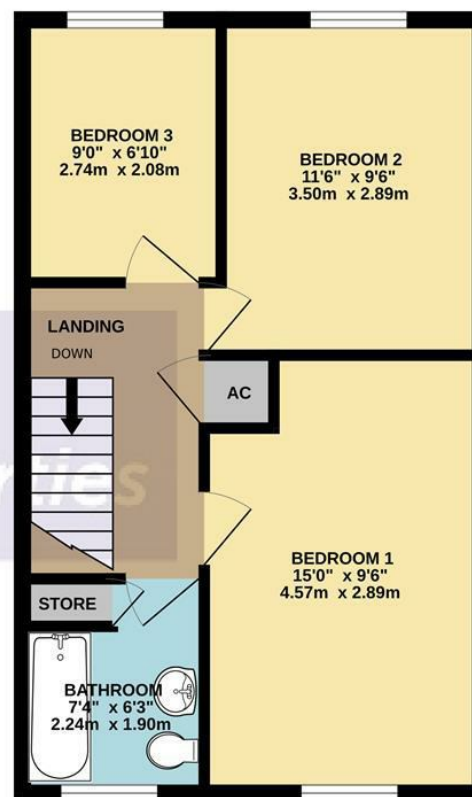 BEDROOM 3
9'0" x 6'10"
2.74m x 2.08m
BEDROOM 2
11'6" x 9'6"
3.50m x 2.89m
LANDING
DOWN
AC
BEDROOM 1
15'0" x 9'6"
4.57m x 2.89m
STORE
BATHROOM
7'4" x 6'3"
2.24m x 1.90m